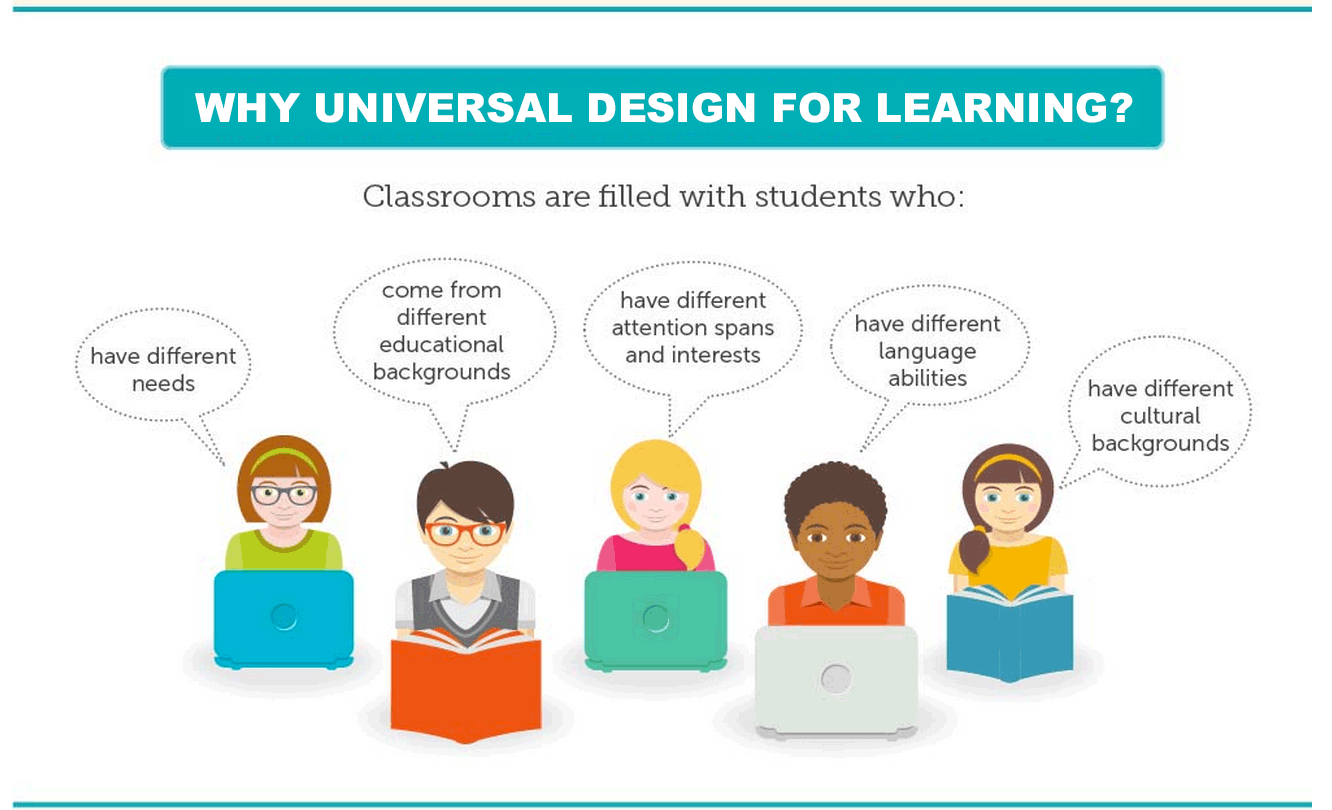 WHY UNIVERSAL DESIGN FOR LEARNING?
Classrooms are filled with students who:
have different
needs
come from
different
educational
backgrounds
have different
attention spans
and interests
have different
language
abilities
have different
cultural
backgrounds